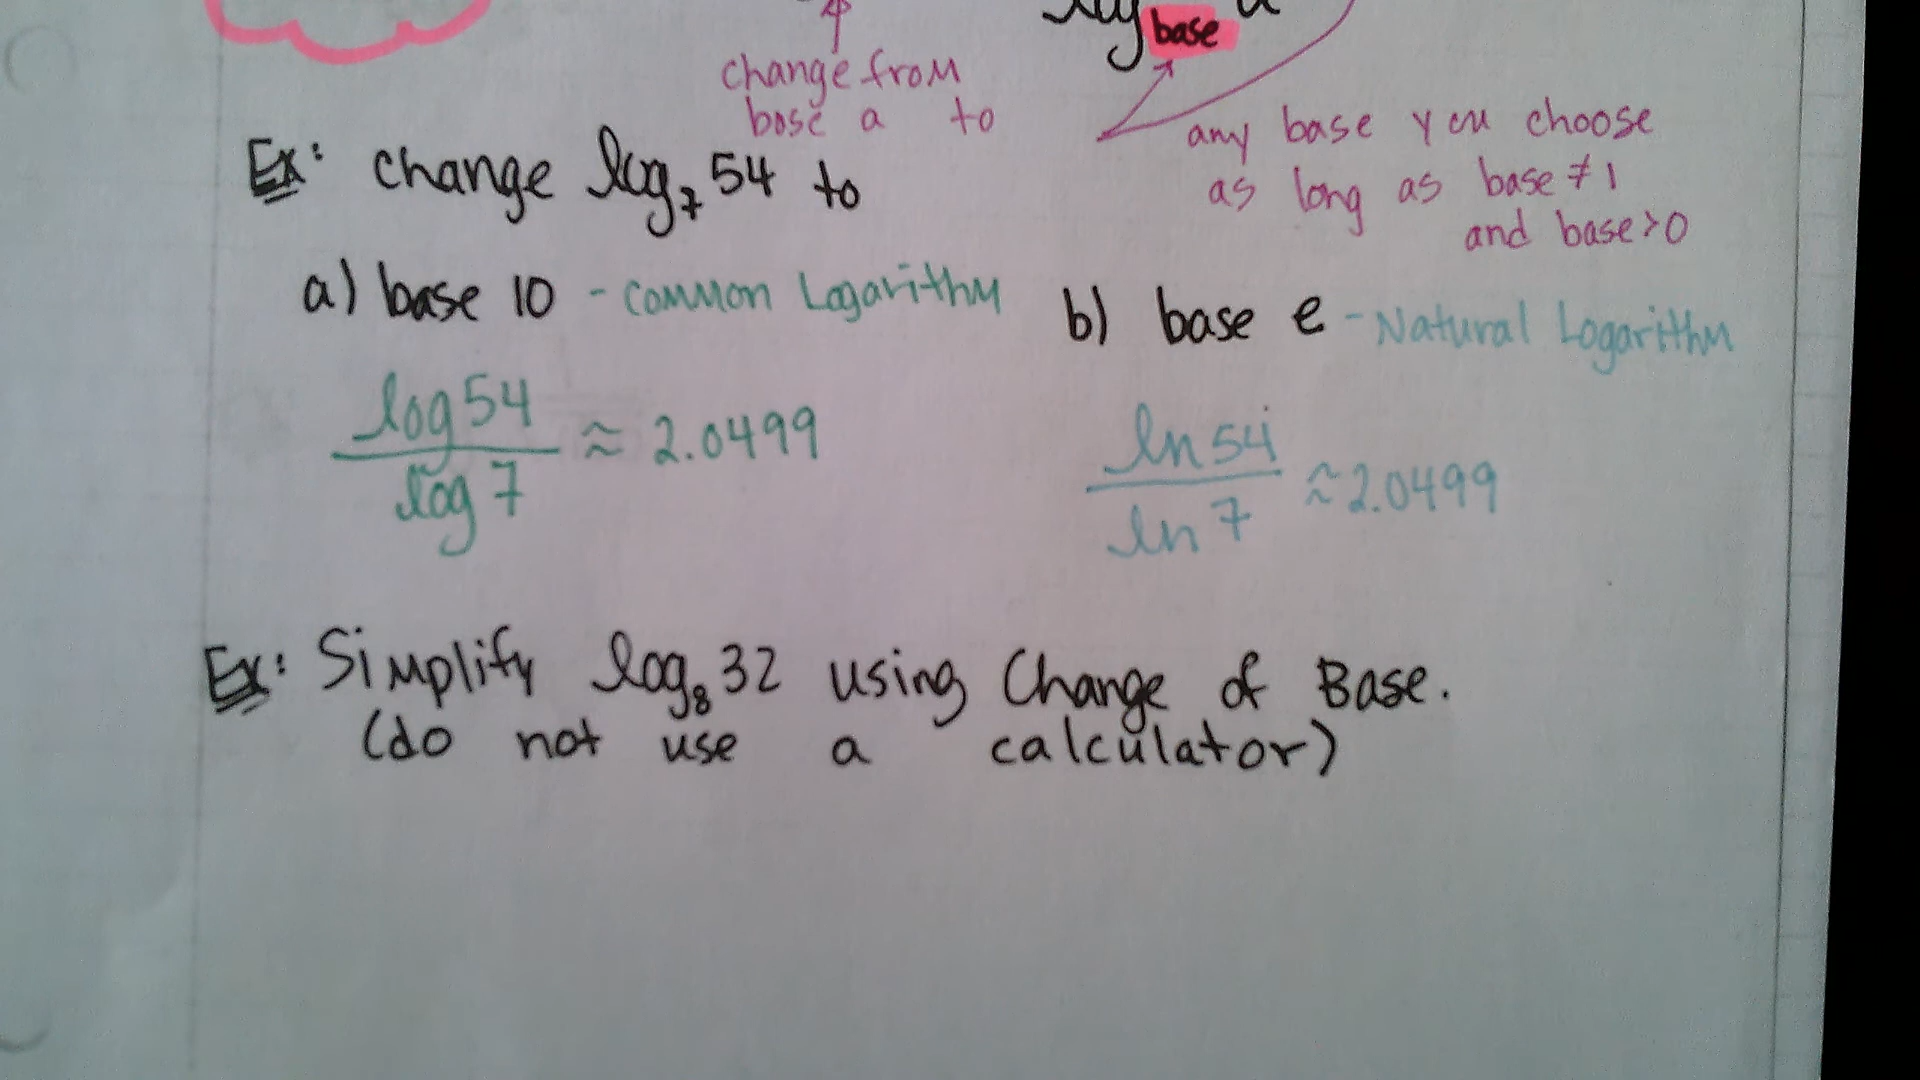 base
change from
base a to
any base you choose
as long as base ≠ 1
and base > 0
Ex: change log₇ 54 to
a) base 10 - Common Logarithm
log 54
log 7
≈ 2.0499
b) base e - Natural Logarithm
ln 54
ln 7
≈ 2.0499
Ex: Simplify log₈ 32 using Change of Base.
(do not use a calculator)